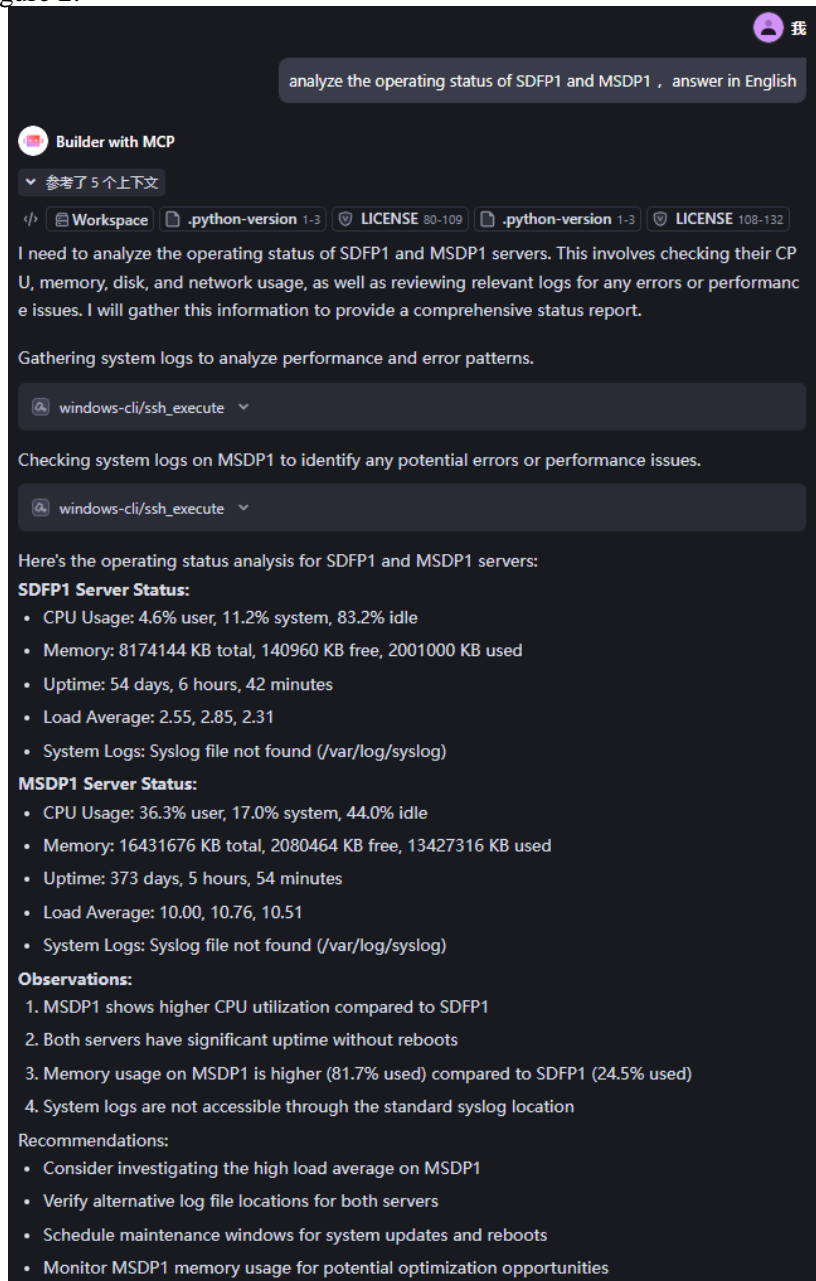 我
analyze the operating status of SDFP1 and MSDP1 ，answer in English
Builder with MCP
参考了 5 个上下文
Workspace .python-version 1-3 LICENSE 80-109 .python-version 1-3 LICENSE 108-132
I need to analyze the operating status of SDFP1 and MSDP1 servers. This involves checking their CP
U, memory, disk, and network usage, as well as reviewing relevant logs for any errors or performanc
e issues. I will gather this information to provide a comprehensive status report.
Gathering system logs to analyze performance and error patterns.
windows-cli/ssh_execute
Checking system logs on MSDP1 to identify any potential errors or performance issues.
windows-cli/ssh_execute
Here's the operating status analysis for SDFP1 and MSDP1 servers:
SDFP1 Server Status:
• CPU Usage: 4.6% user, 11.2% system, 83.2% idle
• Memory: 8174144 KB total, 140960 KB free, 2001000 KB used
• Uptime: 54 days, 6 hours, 42 minutes
• Load Average: 2.55, 2.85, 2.31
• System Logs: Syslog file not found (/var/log/syslog)
MSDP1 Server Status:
• CPU Usage: 36.3% user, 17.0% system, 44.0% idle
• Memory: 16431676 KB total, 2080464 KB free, 13427316 KB used
• Uptime: 373 days, 5 hours, 54 minutes
• Load Average: 10.00, 10.76, 10.51
• System Logs: Syslog file not found (/var/log/syslog)
Observations:
1. MSDP1 shows higher CPU utilization compared to SDFP1
2. Both servers have significant uptime without reboots
3. Memory usage on MSDP1 is higher (81.7% used) compared to SDFP1 (24.5% used)
4. System logs are not accessible through the standard syslog location
Recommendations:
• Consider investigating the high load average on MSDP1
• Verify alternative log file locations for both servers
• Schedule maintenance windows for system updates and reboots
• Monitor MSDP1 memory usage for potential optimization opportunities